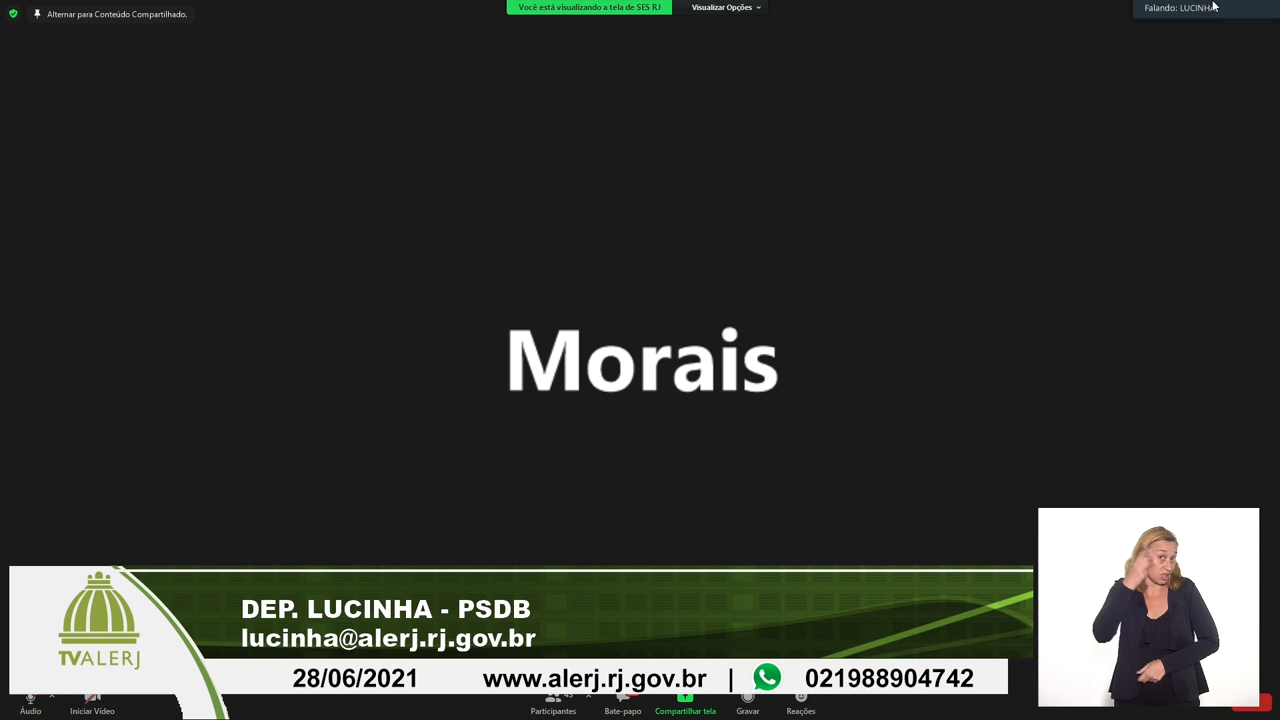 Alternar para Conteúdo Compartilhado.
Você está visualizando a tela de SES RJ
Visualizar Opções
Falando: LUCINHA
Morais
DEP. LUCINHA - PSDB
lucinha@alerj.rj.gov.br
TVALERJ
28/06/2021 www.alerj.rj.gov.br | 021988904742
Áudio
Iniciar Vídeo
Participantes
Bate-papo
Compartilhar tela
Gravar
Reações